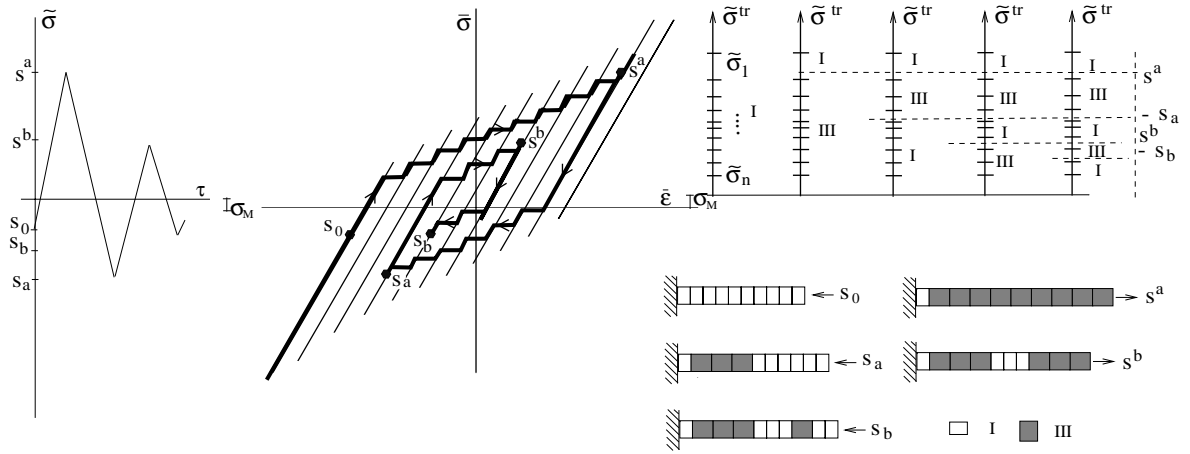 σ̃
s^a
s^b
τ
s_0
s_b
s_a
σ_M
σ̄
s^a
s^b
s_0
s_b
s_a
ε̄
σ̃^tr σ̃^tr σ̃^tr σ̃^tr σ̃^tr
σ̃_1 I I I I
s^a
I III III III
- s_a
III I I
s^b
I III III
- s_b
σ̃_n I
σ_M
s_0
s^a
s_a
s^b
s_b
I III